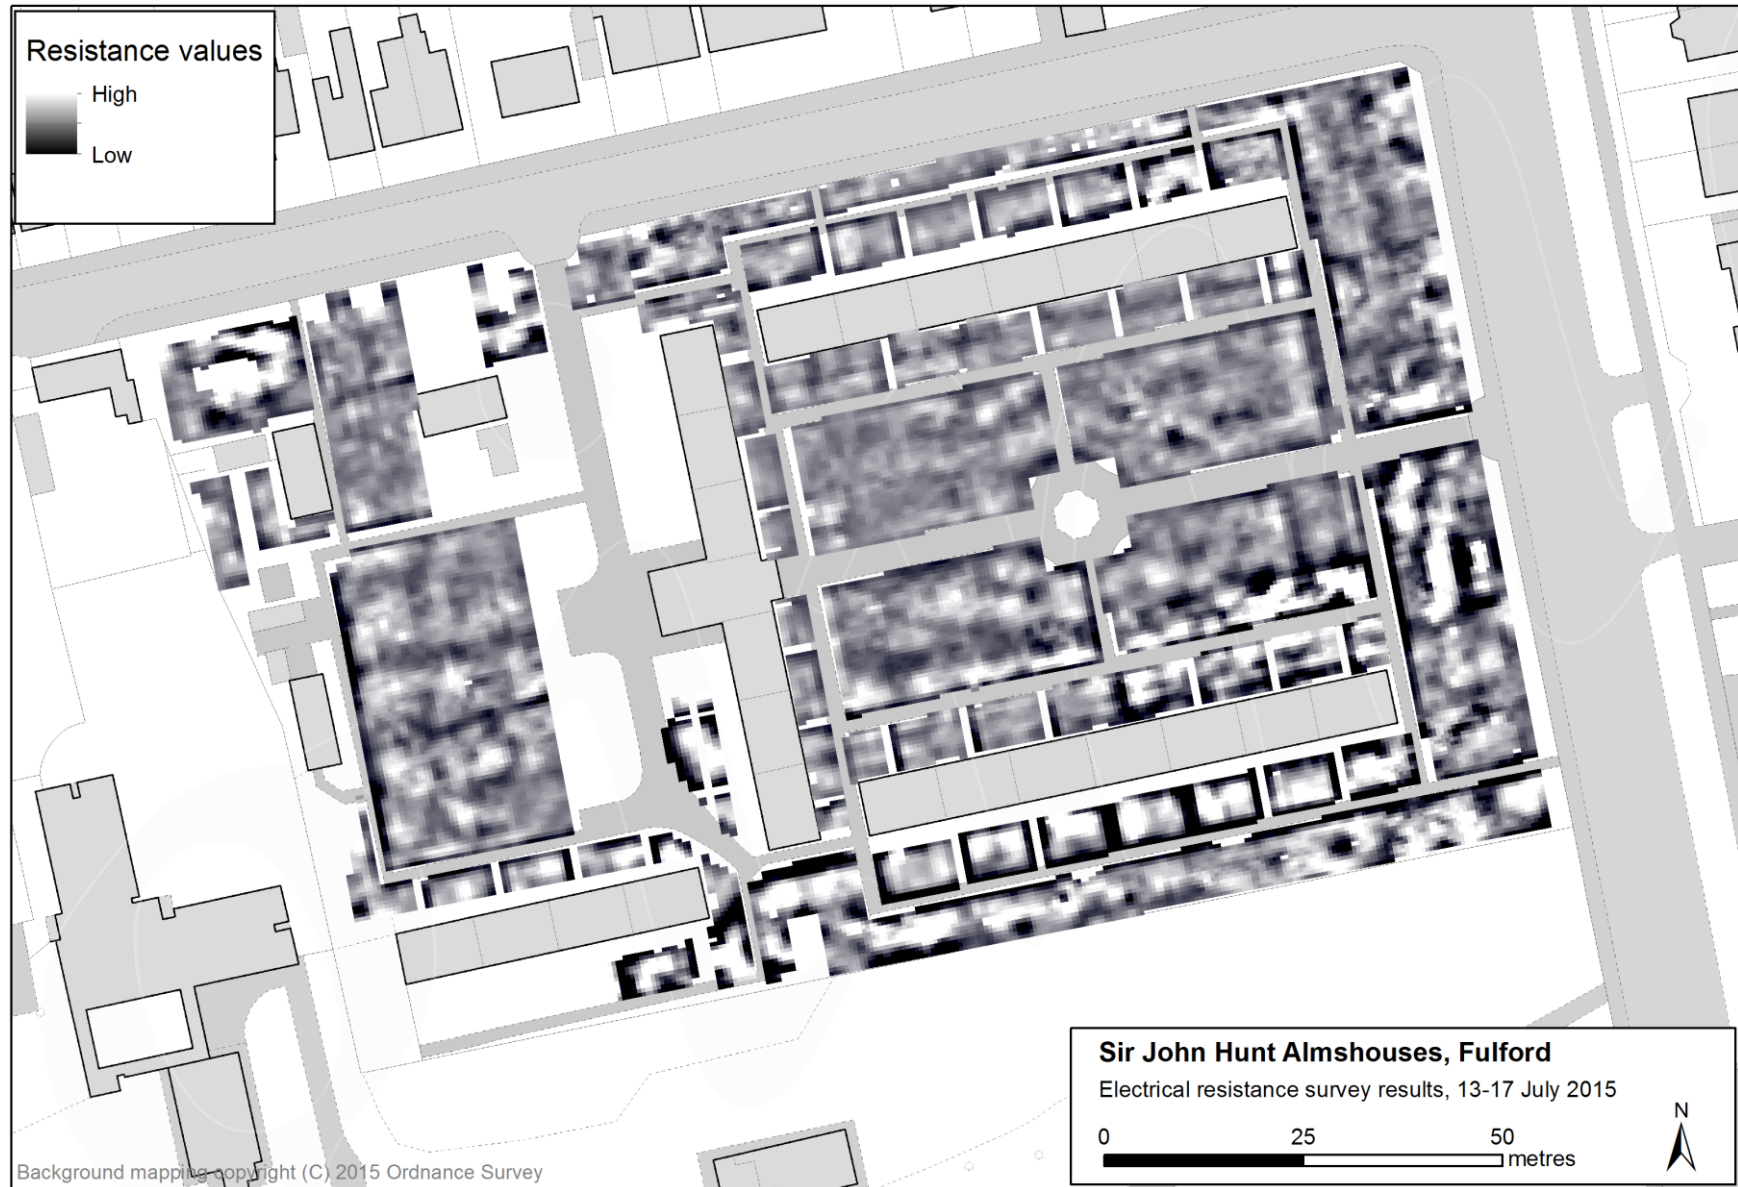 Resistance values
High
Low
Sir John Hunt Almshouses, Fulford
Electrical resistance survey results, 13-17 July 2015
N
0 25 50
metres
Background mapping copyright (C) 2015 Ordnance Survey